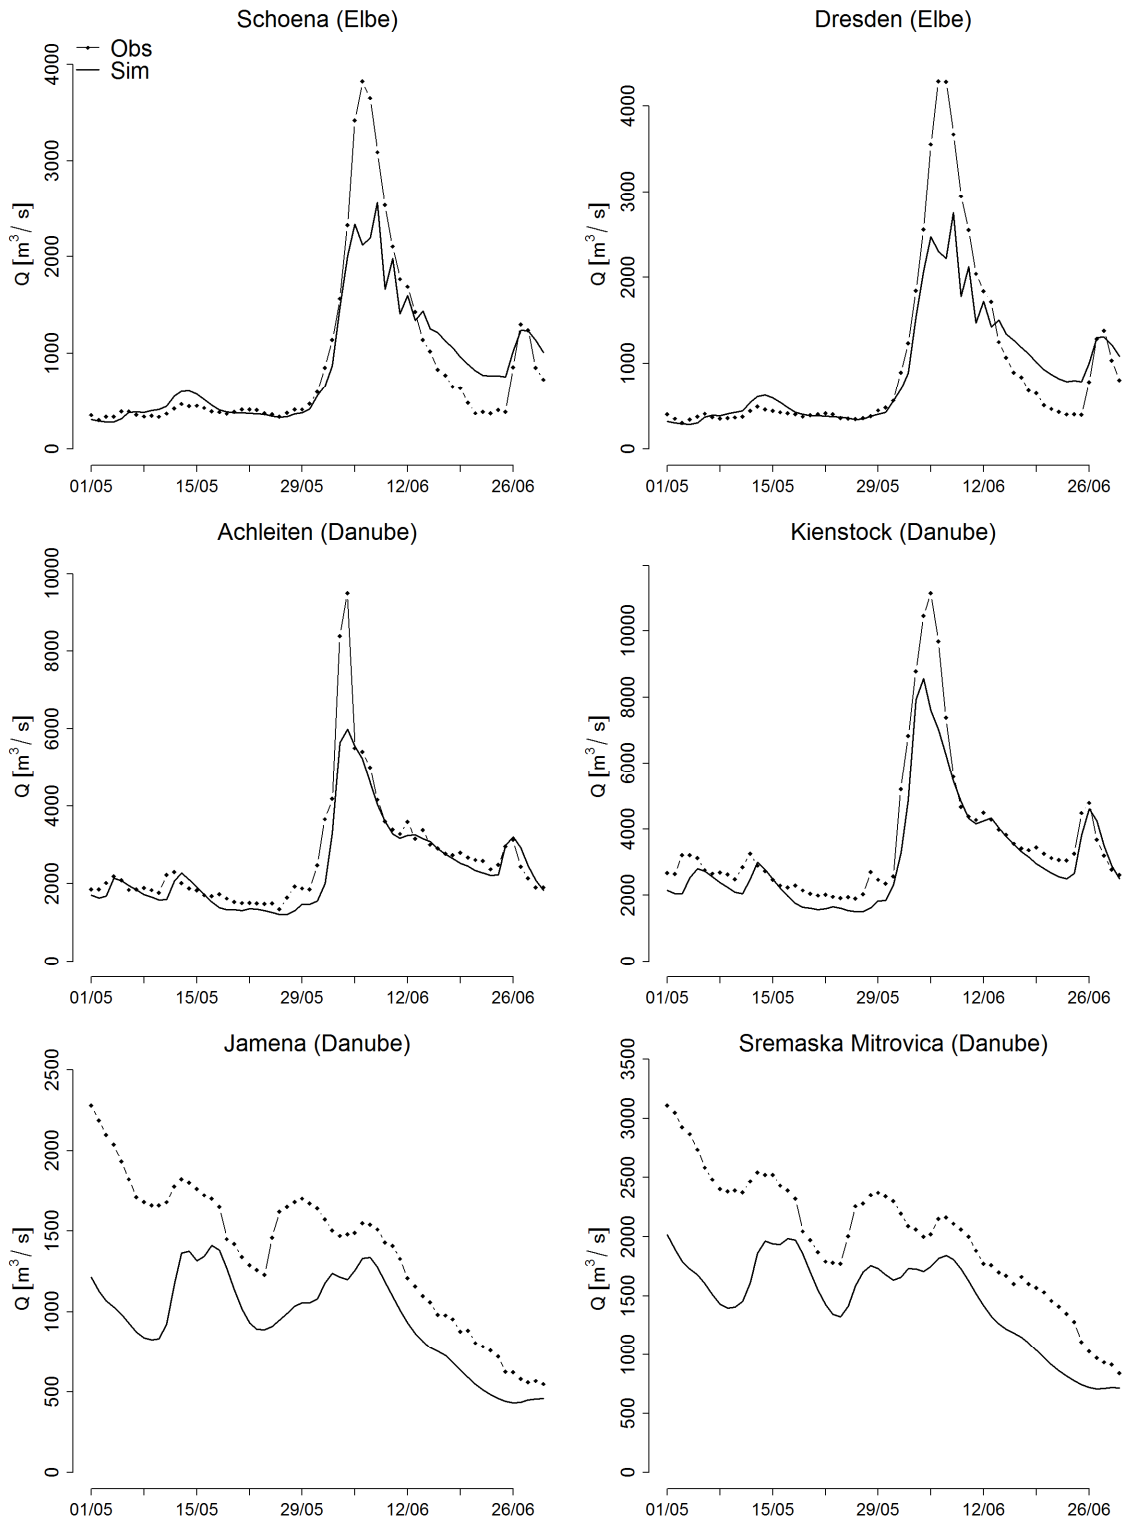 Schoena (Elbe)
Obs
Sim
Q [m³/ s]
0 1000 2000 3000 4000
01/05 15/05 29/05 12/06 26/06
Dresden (Elbe)
Q [m³/ s]
0 1000 2000 3000 4000
01/05 15/05 29/05 12/06 26/06
Achleiten (Danube)
Q [m³/ s]
0 2000 4000 6000 8000 10000
01/05 15/05 29/05 12/06 26/06
Kienstock (Danube)
Q [m³/ s]
0 2000 4000 6000 8000 10000
01/05 15/05 29/05 12/06 26/06
Jamena (Danube)
Q [m³/ s]
0 500 1000 1500 2000 2500
01/05 15/05 29/05 12/06 26/06
Sremaska Mitrovica (Danube)
Q [m³/ s]
0 500 1000 1500 2000 2500 3000 3500
01/05 15/05 29/05 12/06 26/06